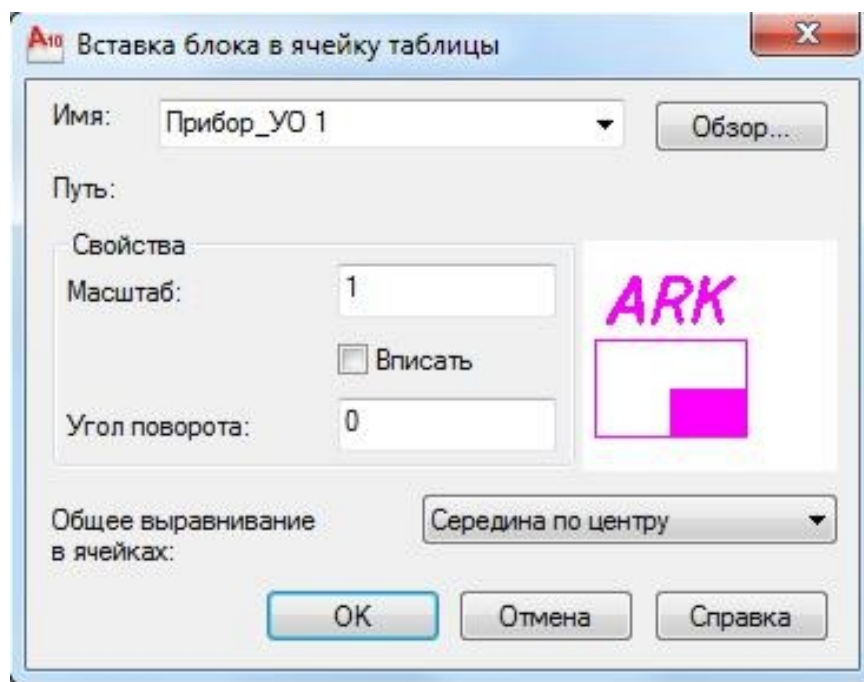 A10 Вставка блока в ячейку таблицы
Имя: Прибор_УО 1 Обзор...
Путь:
Свойства
Масштаб: 1
ARK
Вписать
Угол поворота: 0
Общее выравнивание
в ячейках:
Середина по центру
OK Отмена Справка